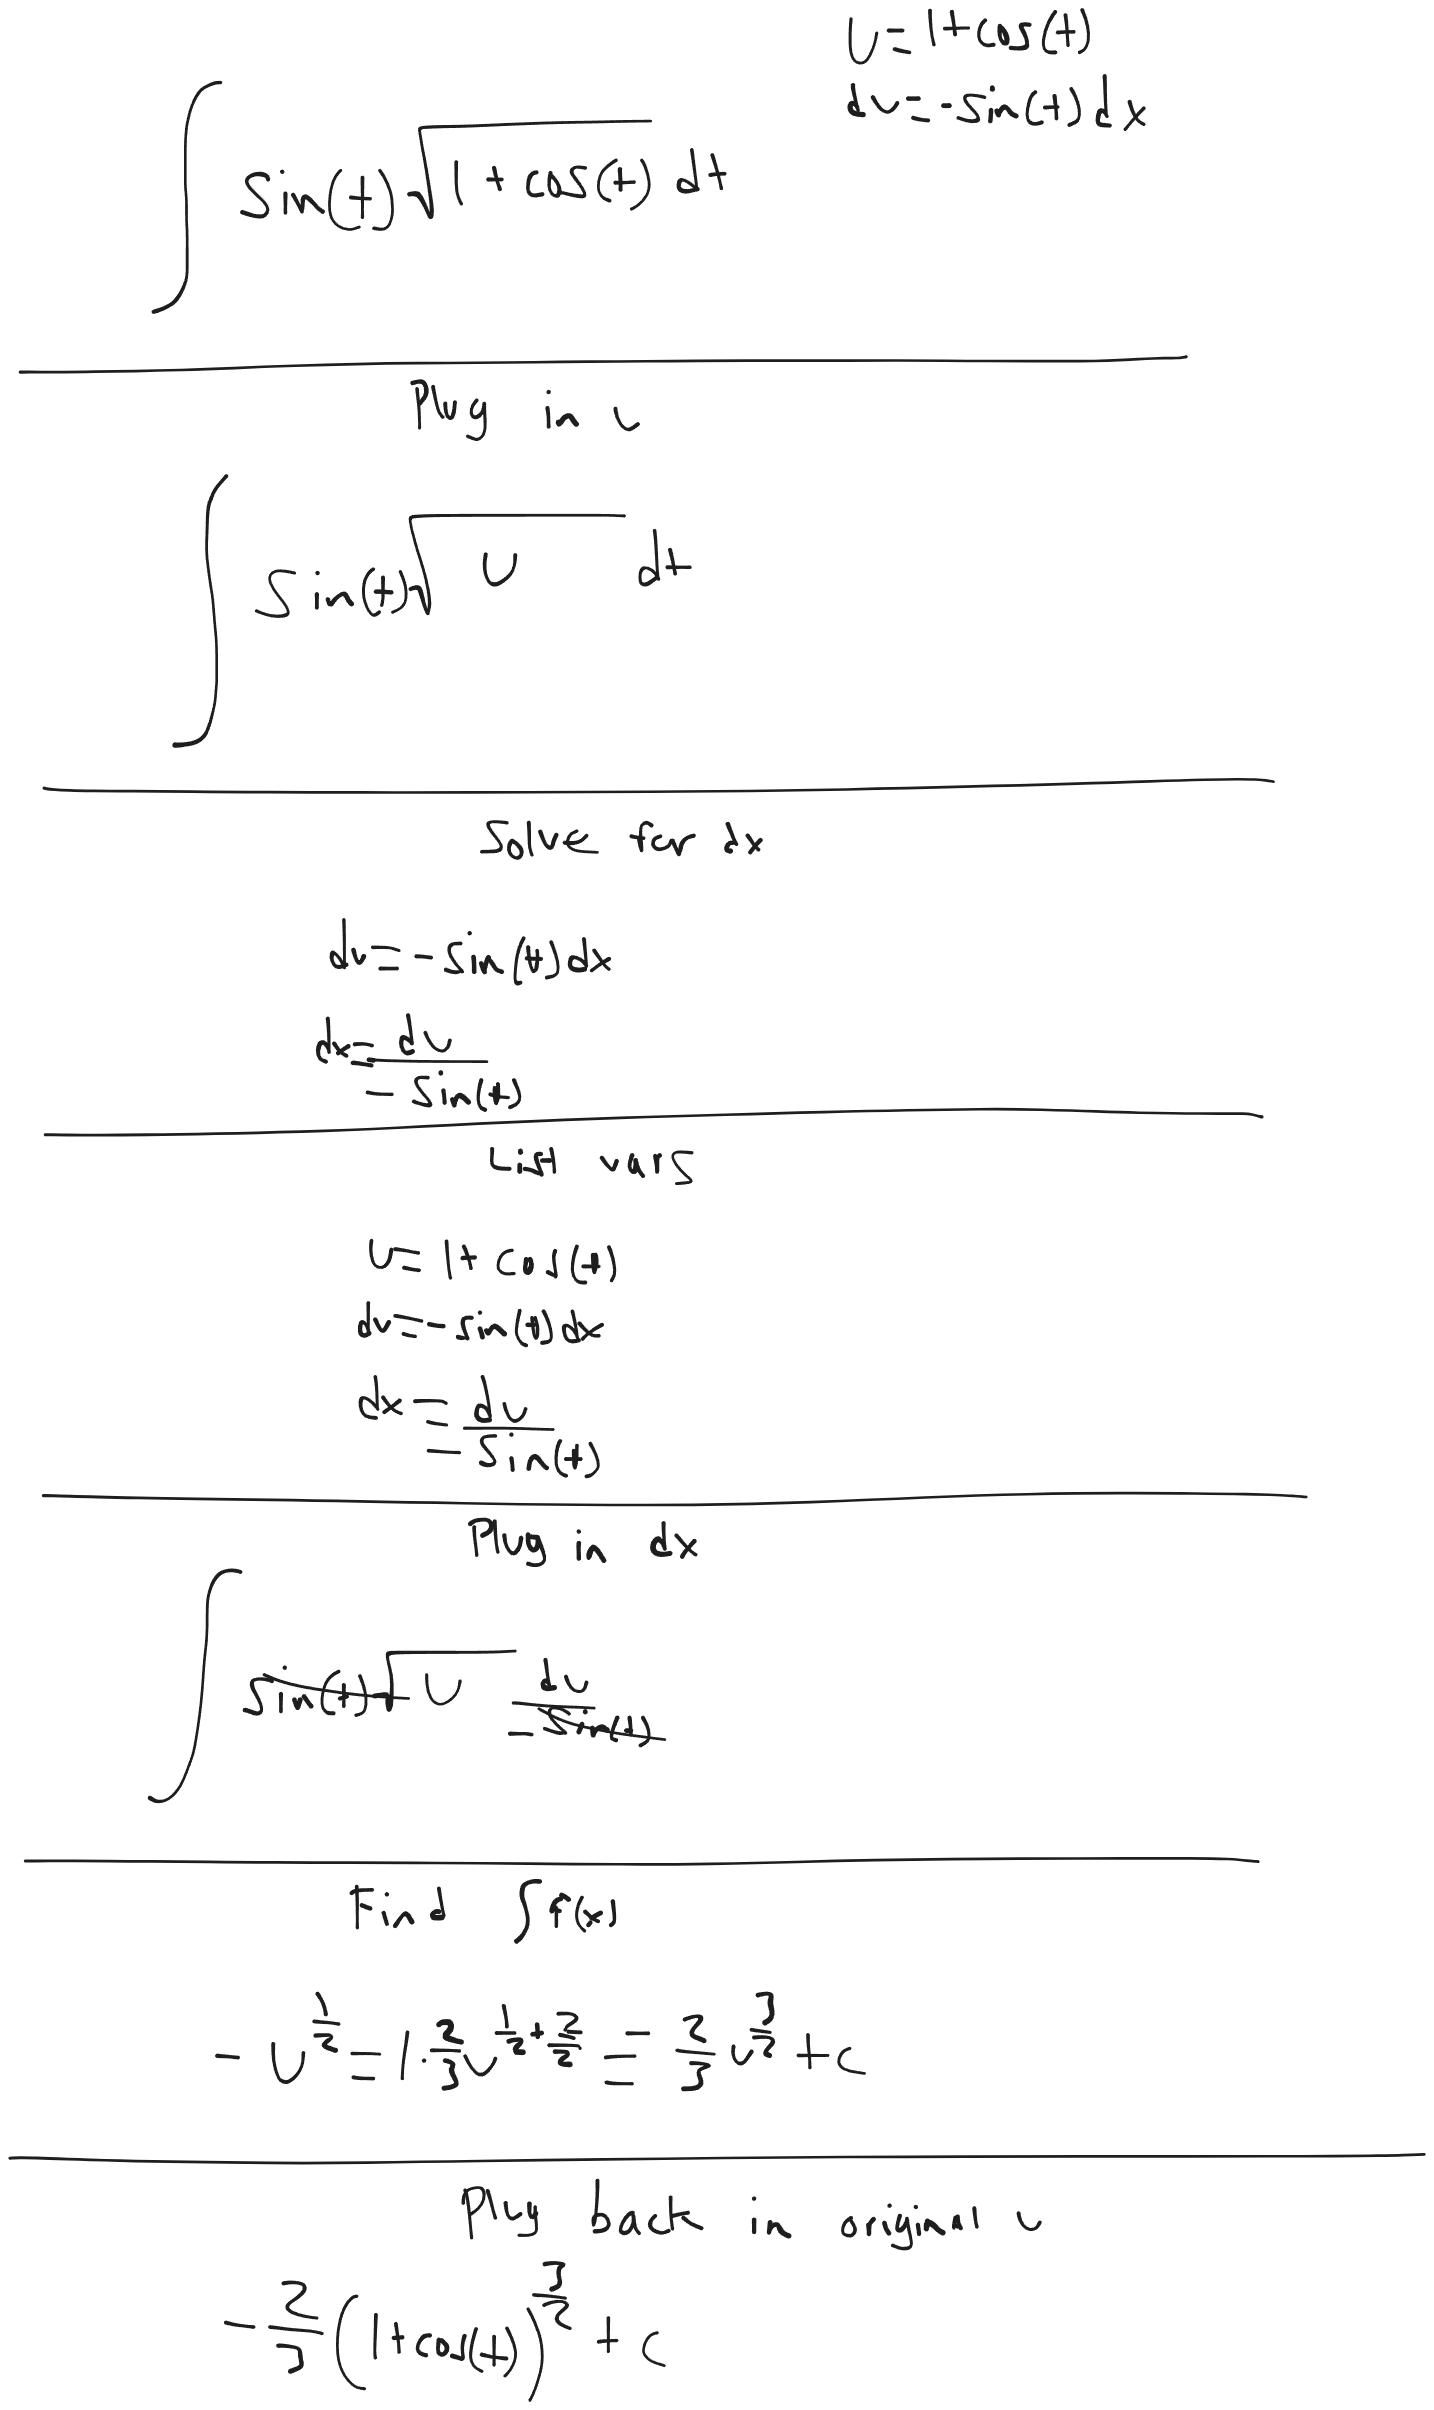 u=1+cos(t)
du=-sin(t)dx
∫ sin(t)√(1+cos(t)) dt
Plug in u
∫ sin(t)√u dt
Solve for dx
du=-sin(t)dx
dx=du/-sin(t)
List vars
u=1+cos(t)
du=-sin(t)dx
dx=du/-sin(t)
Plug in dx
∫ sin(t)√u du/-sin(t)
Find ∫f(x)
-u^(1/2)=1·2/3u^(1/2+2/2)=-2/3u^(3/2)+c
Plug back in original u
-2/3(1+cos(t))^(3/2)+c